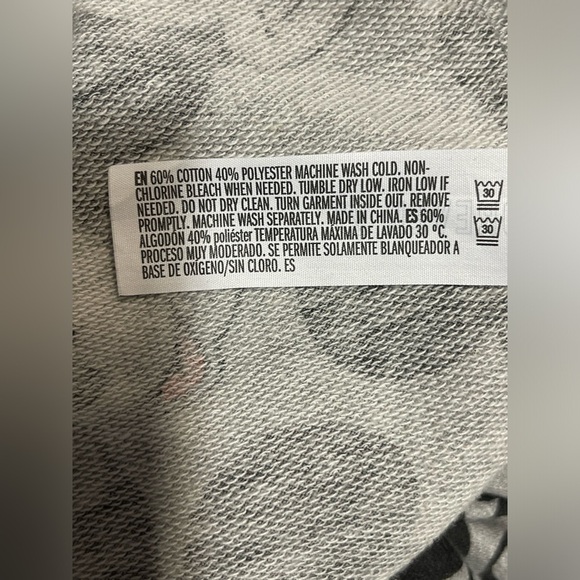 EN 60% COTTON 40% POLYESTER MACHINE WASH COLD. NON-
CHLORINE BLEACH WHEN NEEDED. TUMBLE DRY LOW. IRON LOW IF
NEEDED. DO NOT DRY CLEAN. TURN GARMENT INSIDE OUT. REMOVE
PROMPTLY. MACHINE WASH SEPARATELY. MADE IN CHINA. ES 60%
ALGODÓN 40% poliéster TEMPERATURA MÁXIMA DE LAVADO 30 °C.
PROCESO MUY MODERADO. SE PERMITE SOLAMENTE BLANQUEADOR A
BASE DE OXÍGENO/SIN CLORO. ES
30
30